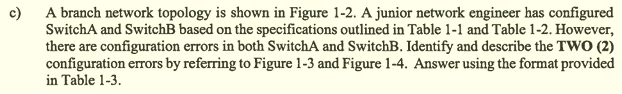 c) A branch network topology is shown in Figure 1-2. A junior network engineer has configured
SwitchA and SwitchB based on the specifications outlined in Table 1-1 and Table 1-2. However,
there are configuration errors in both SwitchA and SwitchB. Identify and describe the TWO (2)
configuration errors by referring to Figure 1-3 and Figure 1-4. Answer using the format provided
in Table 1-3.